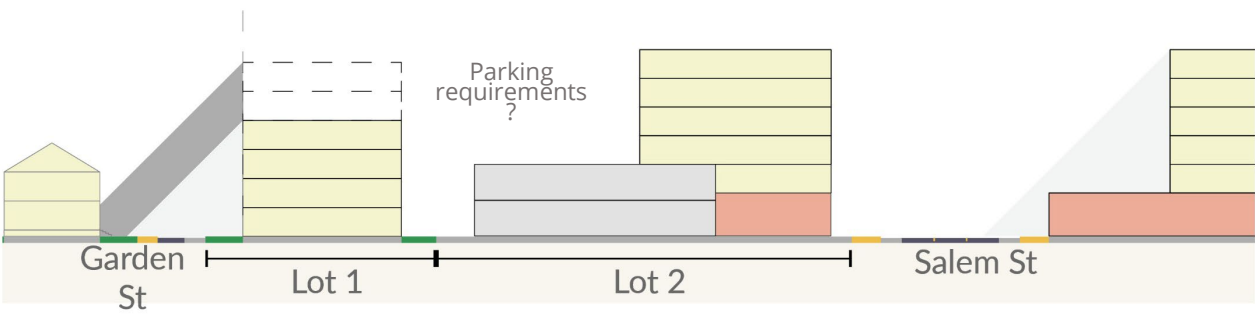 Parking
requirements
?
Garden
St
Lot 1
Lot 2
Salem St